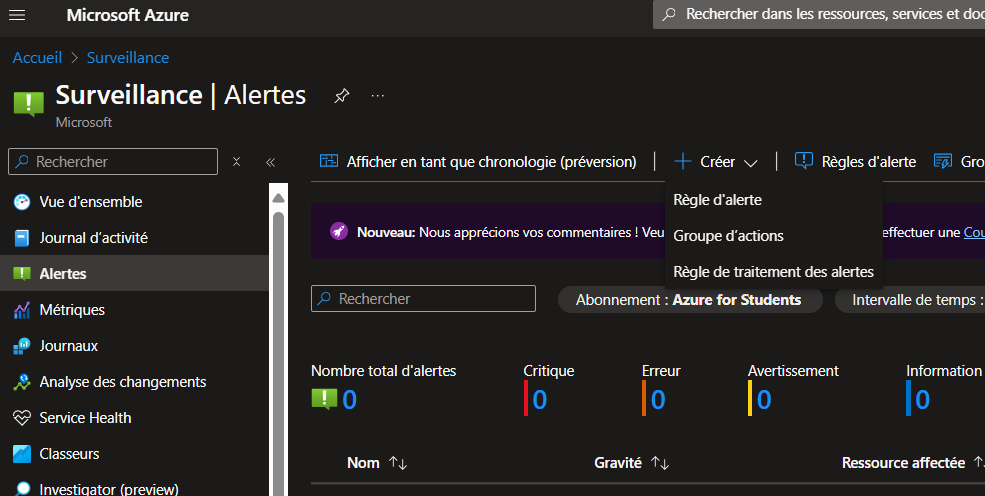 Microsoft Azure
Rechercher dans les ressources, services et doc
Accueil > Surveillance
Surveillance | Alertes
Microsoft
Rechercher
Afficher en tant que chronologie (préversion)
Créer
Règles d'alerte
Gro
Règle d'alerte
Groupe d'actions
Règle de traitement des alertes
Nouveau: Nous apprécions vos commentaires ! Veu
effectuer une Cou
Vue d'ensemble
Journal d'activité
Alertes
Métriques
Journaux
Analyse des changements
Service Health
Classeurs
Investigator (preview)
Rechercher
Abonnement : Azure for Students
Intervalle de temps :
Nombre total d'alertes
0
Critique
0
Erreur
0
Avertissement
0
Information
0
Nom
Gravité
Ressource affectée